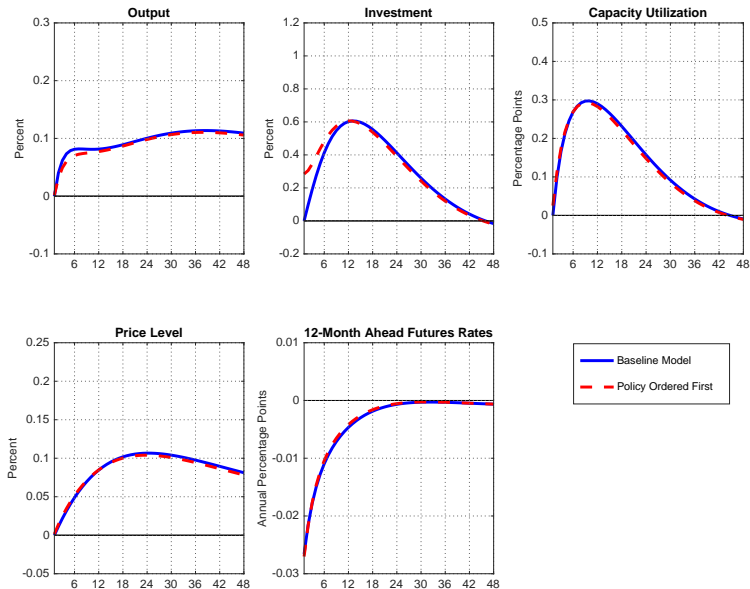 Output
Investment
Capacity Utilization
0.3
0.2
0.1
0
-0.1
Percent
6 12 18 24 30 36 42 48
1.2
1
0.8
0.6
0.4
0.2
0
-0.2
Percent
6 12 18 24 30 36 42 48
0.5
0.4
0.3
0.2
0.1
0
-0.1
Percentage Points
6 12 18 24 30 36 42 48
Price Level
12-Month Ahead Futures Rates
0.25
0.2
0.15
0.1
0.05
0
-0.05
Percent
6 12 18 24 30 36 42 48
0.01
0
-0.01
-0.02
-0.03
Annual Percentage Points
6 12 18 24 30 36 42 48
Baseline Model
Policy Ordered First